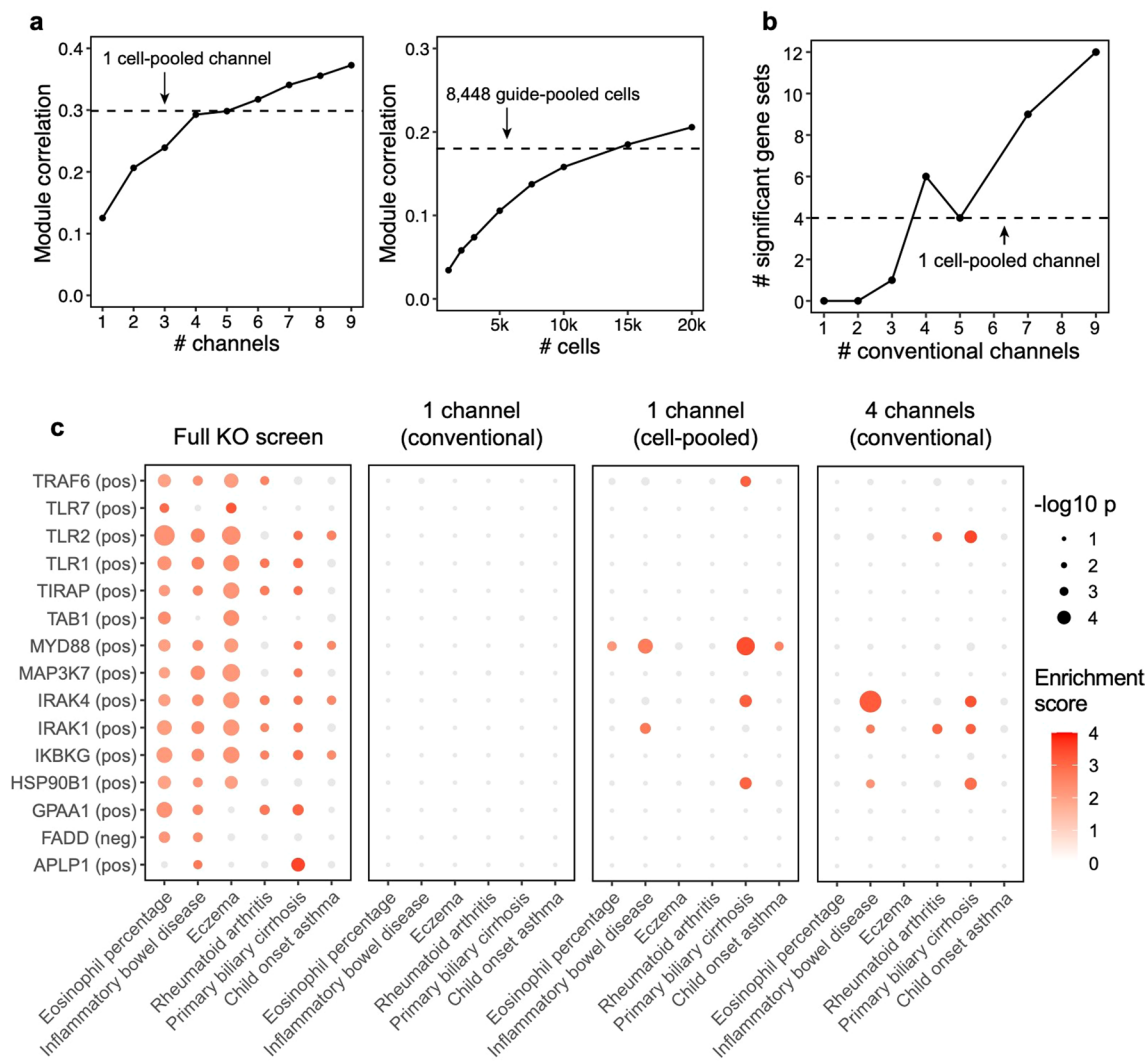 a
0.4
0.3
0.2
0.1
0.0
Module correlation
1 cell-pooled channel
1 2 3 4 5 6 7 8 9
# channels
0.3
0.2
0.1
0.0
Module correlation
8,448 guide-pooled cells
5k 10k 15k 20k
# cells
b
12
10
8
6
4
2
0
# significant gene sets
1 cell-pooled channel
1 2 3 4 5 6 7 8 9
# conventional channels
c
Full KO screen
1 channel
(conventional)
1 channel
(cell-pooled)
4 channels
(conventional)
TRAF6 (pos)
TLR7 (pos)
TLR2 (pos)
TLR1 (pos)
TIRAP (pos)
TAB1 (pos)
MYD88 (pos)
MAP3K7 (pos)
IRAK4 (pos)
IRAK1 (pos)
IKBKG (pos)
HSP90B1 (pos)
GPAA1 (pos)
FADD (neg)
APLP1 (pos)
Eosinophil percentage
Inflammatory bowel disease
Eczema
Rheumatoid arthritis
Primary biliary cirrhosis
Child onset asthma
Eosinophil percentage
Inflammatory bowel disease
Eczema
Rheumatoid arthritis
Primary biliary cirrhosis
Child onset asthma
Eosinophil percentage
Inflammatory bowel disease
Eczema
Rheumatoid arthritis
Primary biliary cirrhosis
Child onset asthma
Eosinophil percentage
Inflammatory bowel disease
Eczema
Rheumatoid arthritis
Primary biliary cirrhosis
Child onset asthma
-log10 p
1
2
3
4
Enrichment
score
4
3
2
1
0